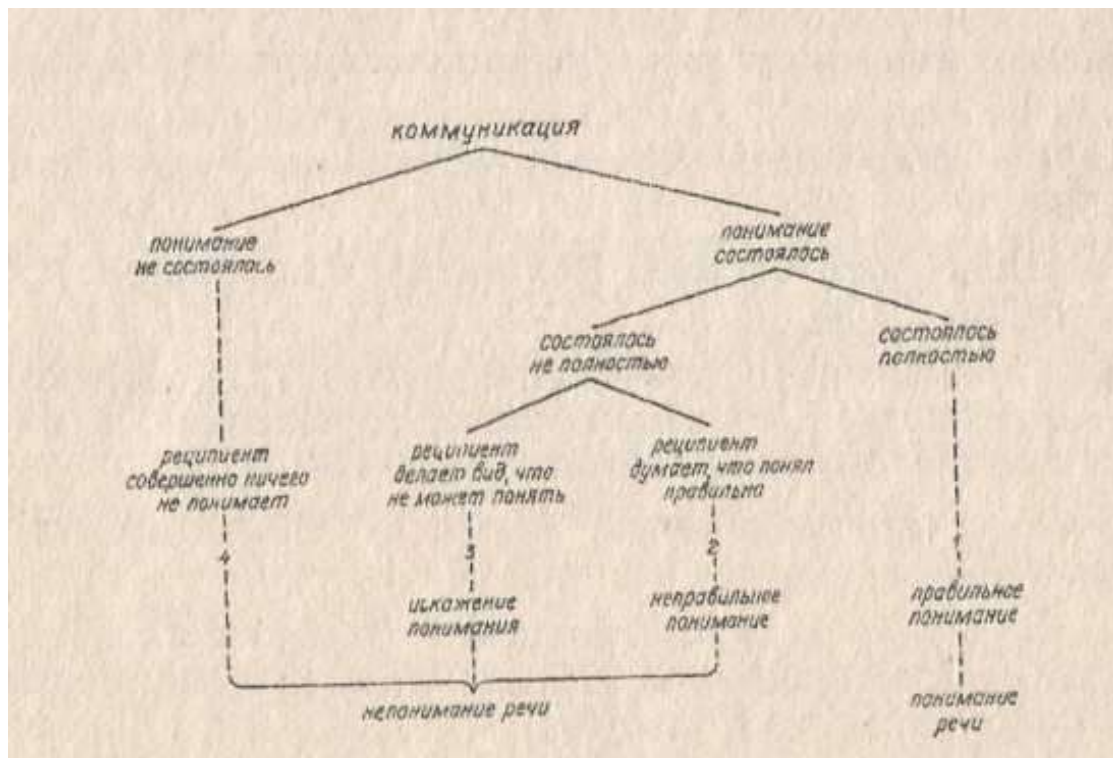 коммуникация
понимание
не состоялось
понимание
состоялось
состоялось
не полностью
состоялось
полностью
реципиент
совершенно ничего
не понимает
реципиент
делает вид, что
не может понять
реципиент
думает, что понял
правильно
4
3
2
1
искажение
понимания
неправильное
понимание
правильное
понимание
непонимание речи
понимание
речи